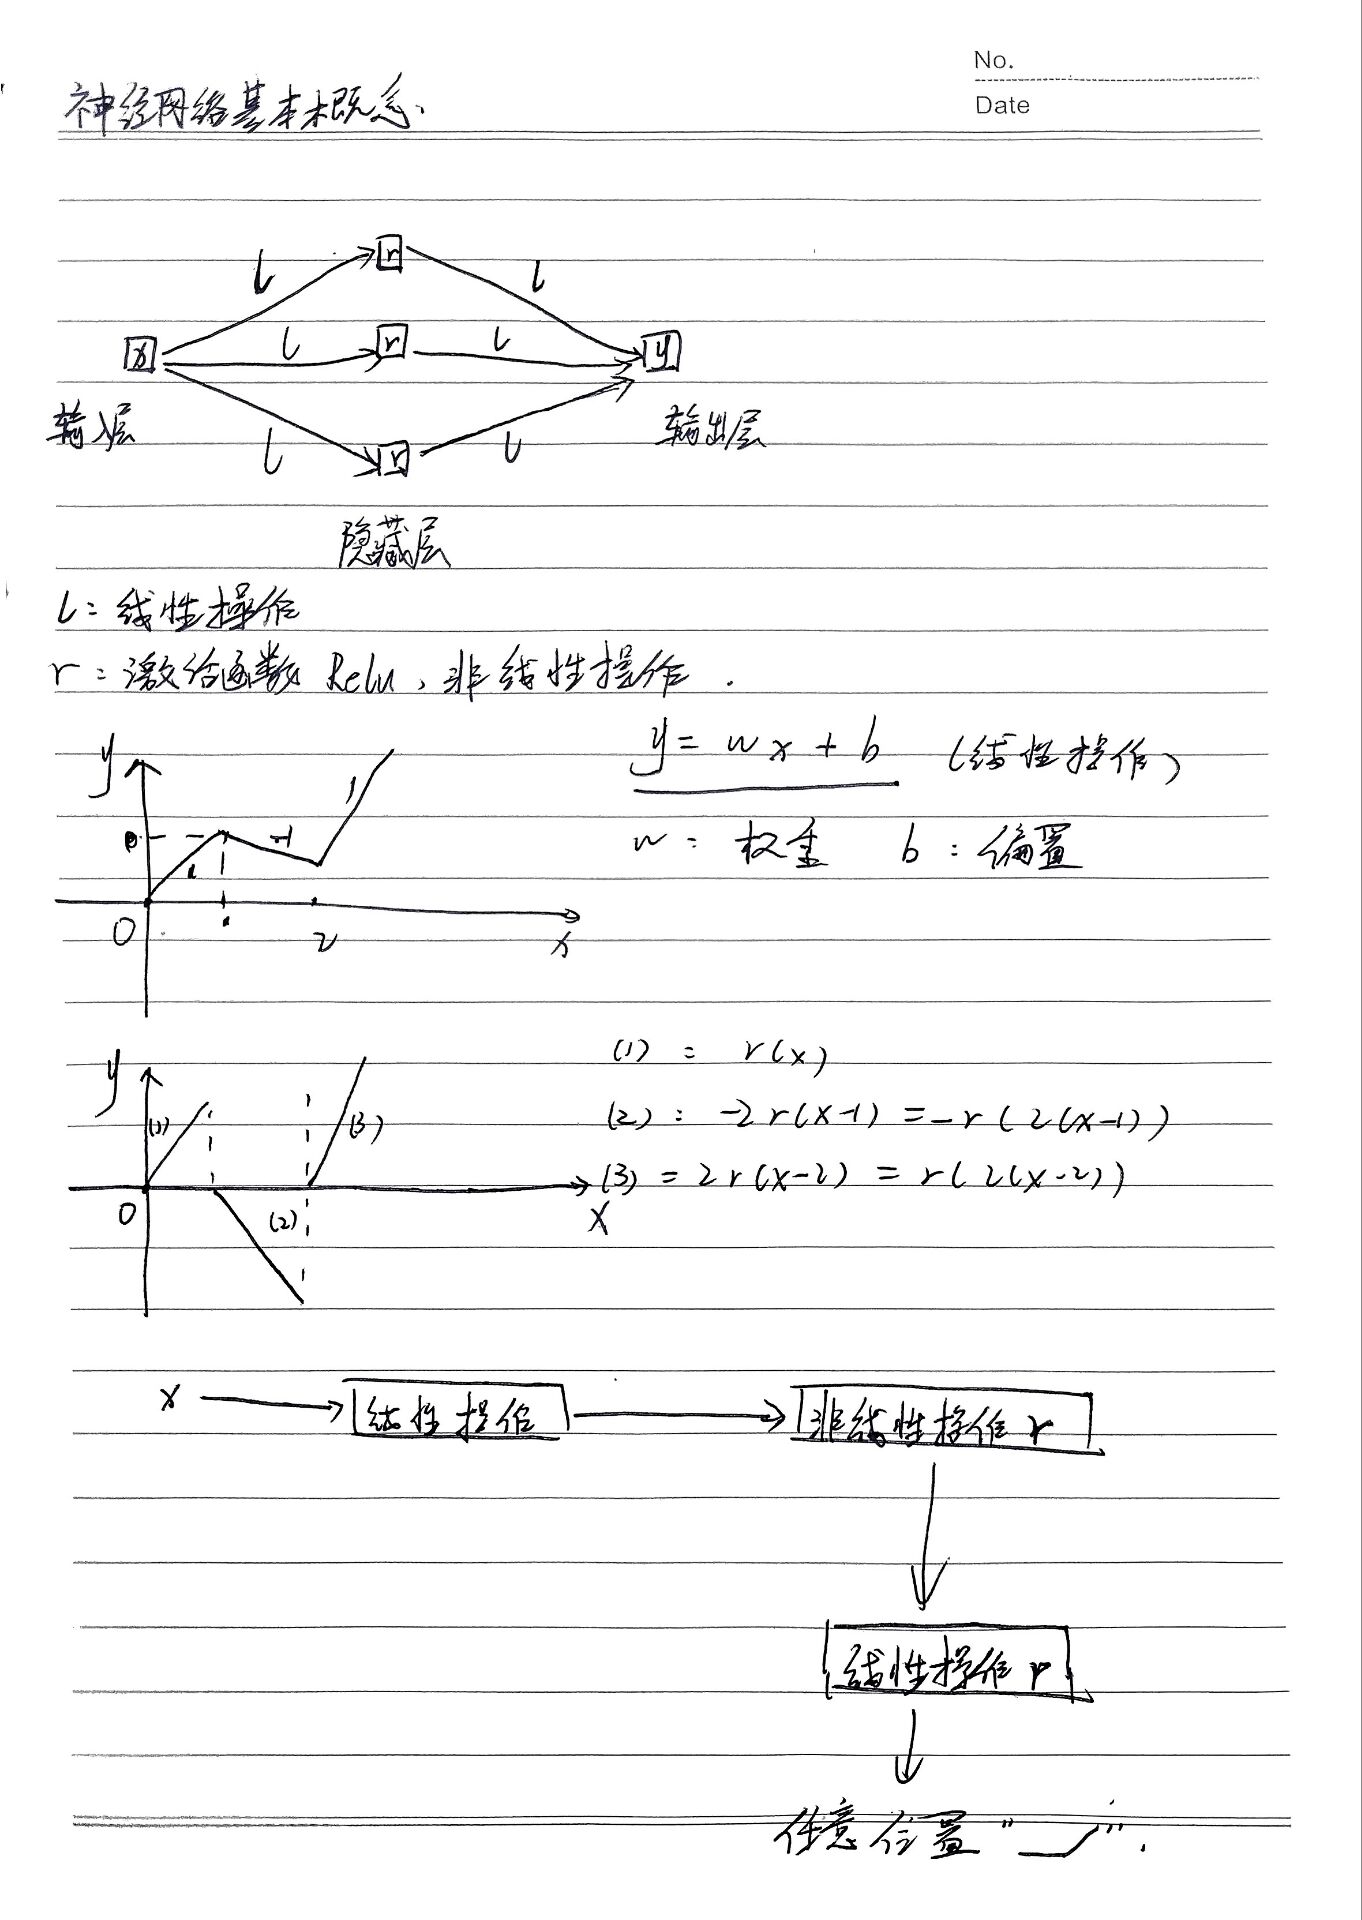 No.
Date
神经网络基本概念.
r
l
l
x
l
r
l
y
输入层
输出层
l
r
l
隐藏层
l: 线性操作
r: 激活函数 Relu, 非线性操作.
y
y = wx + b (线性操作)
1
-1
1
w: 权重 b: 偏置
0
2
x
y
(1) = r(x)
(1)
(3)
(2): -2r(x-1) = -r(2(x-1))
(3) = 2r(x-2) = r(2(x-2))
0
(2)
x
x
线性操作
非线性操作 r
线性操作 r
任意位置" ".